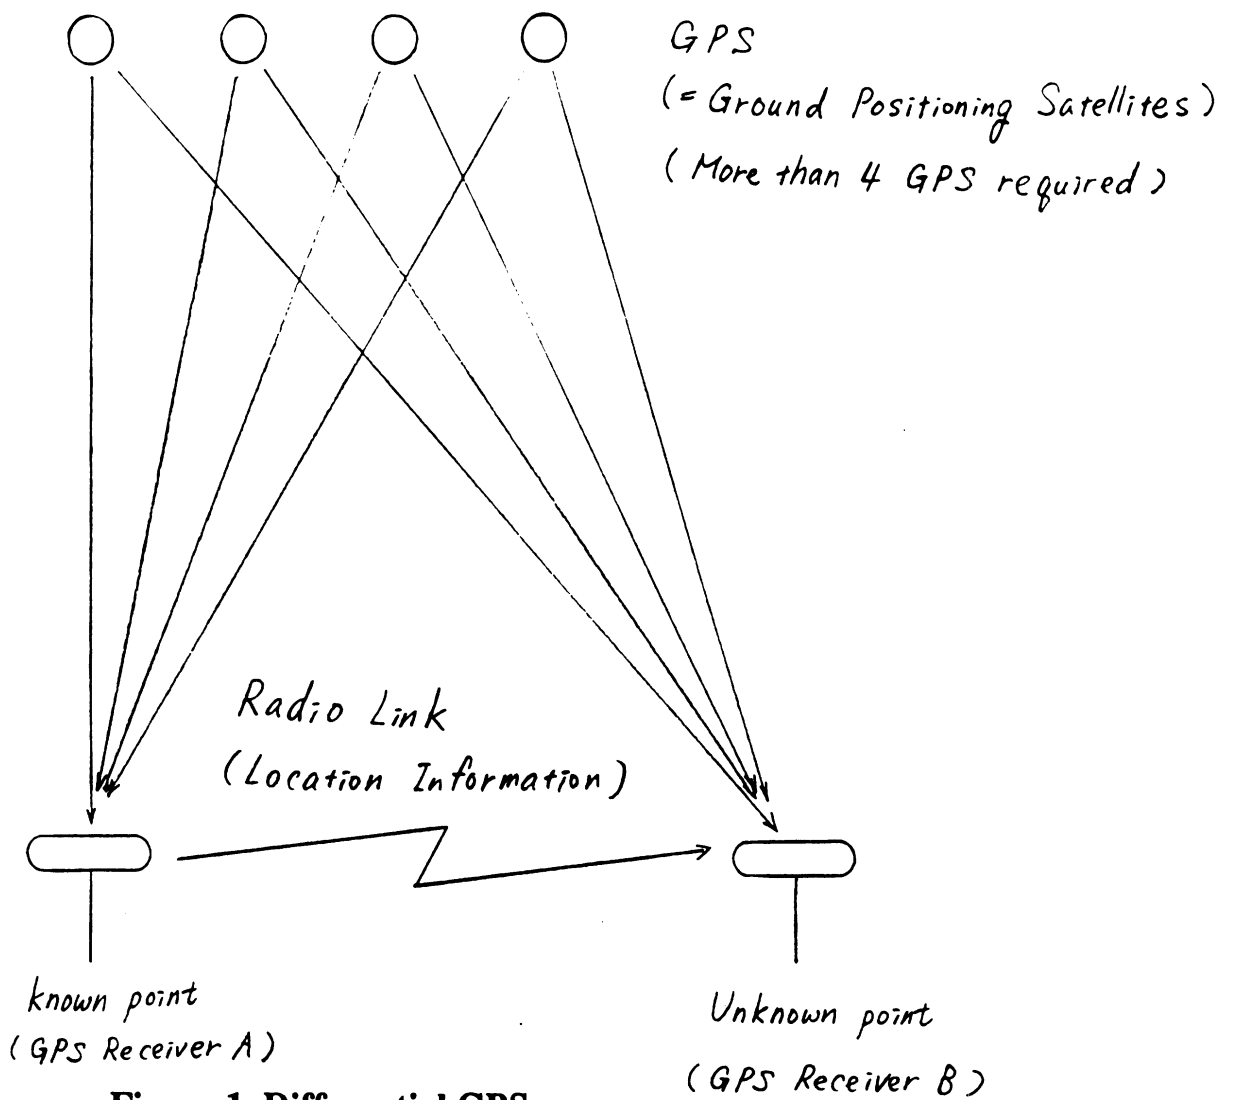 GPS
(= Ground Positioning Satellites)
(More than 4 GPS required)
Radio Link
(Location Information)
known point
(GPS Receiver A)
Unknown point
(GPS Receiver B)
Figure 1 Differential GPS